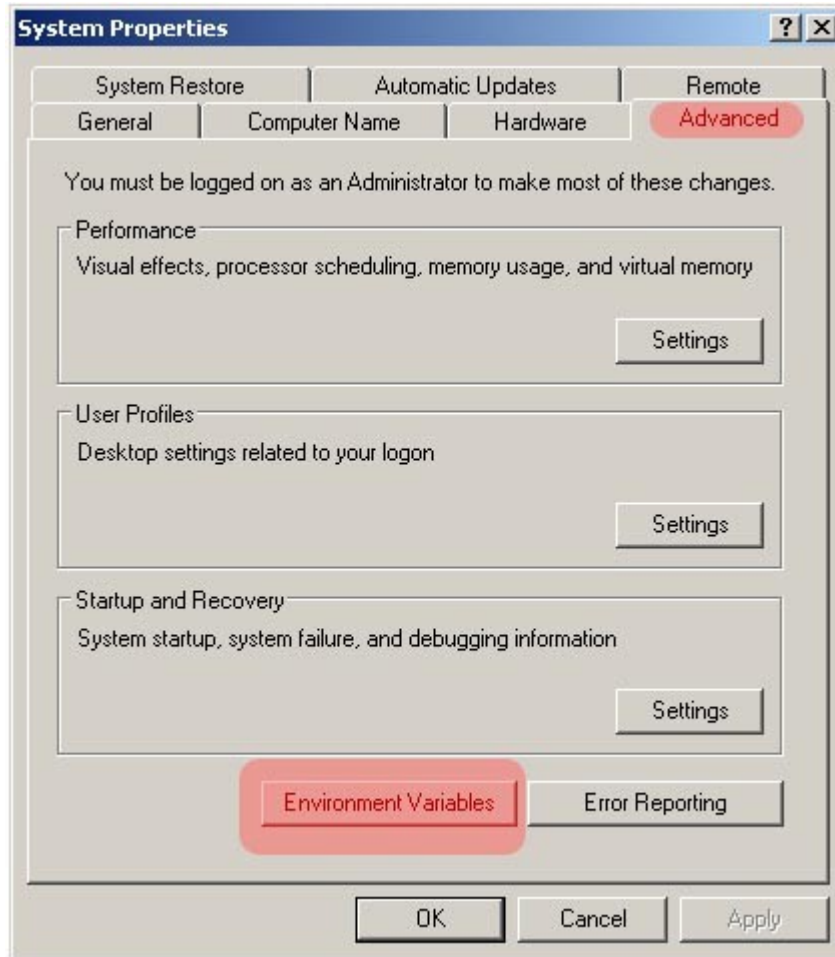 System Properties
System Restore Automatic Updates Remote
General Computer Name Hardware Advanced
You must be logged on as an Administrator to make most of these changes.
Performance
Visual effects, processor scheduling, memory usage, and virtual memory
Settings
User Profiles
Desktop settings related to your logon
Settings
Startup and Recovery
System startup, system failure, and debugging information
Settings
Environment Variables Error Reporting
OK Cancel Apply